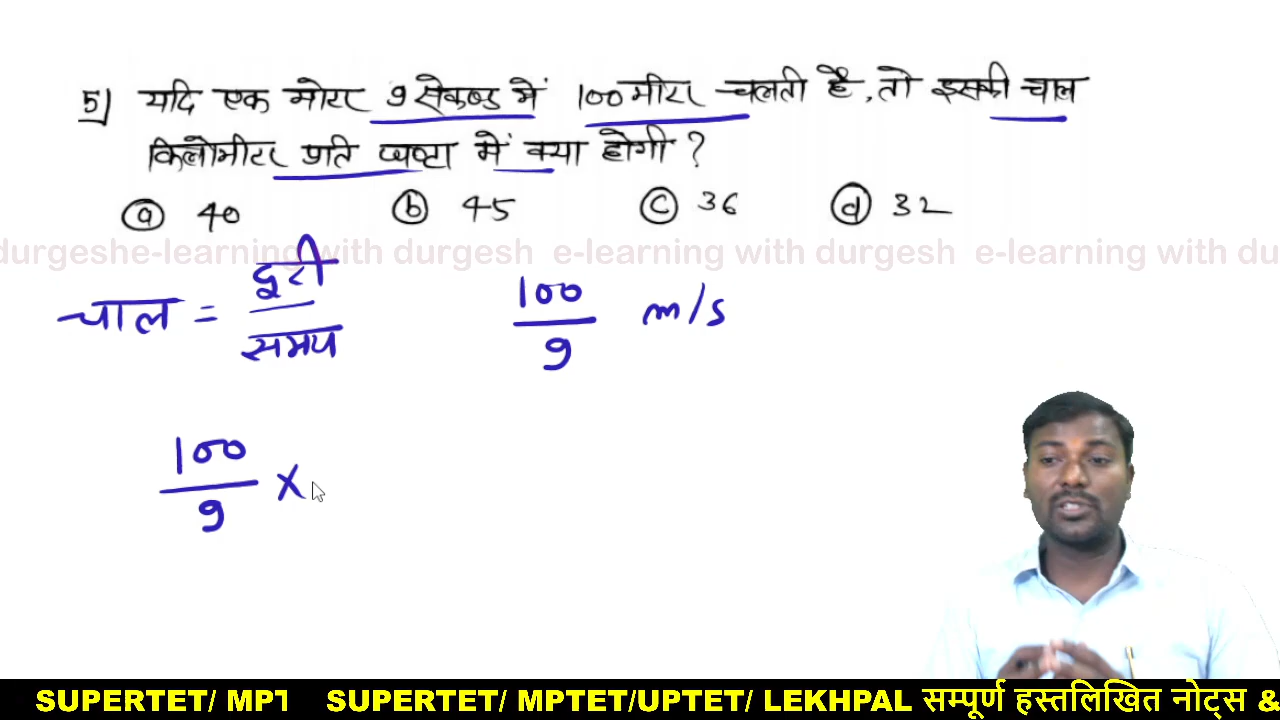 5) यदि एक मोटर 9 सेकण्ड में 100 मीटर चलती है, तो इसकी चाल
किलोमीटर प्रति घण्टा में क्या होगी ?
(a) 40 (b) 45 (c) 36 (d) 32
durgeshe-learning with durgesh e-learning with durgesh e-learning with du
चाल = दूरी / समय 100 / 9 m/s
100 / 9 ×
SUPERTET/ MPT SUPERTET/ MPTET/UPTET/ LEKHPAL सम्पूर्ण हस्तलिखित नोट्स &